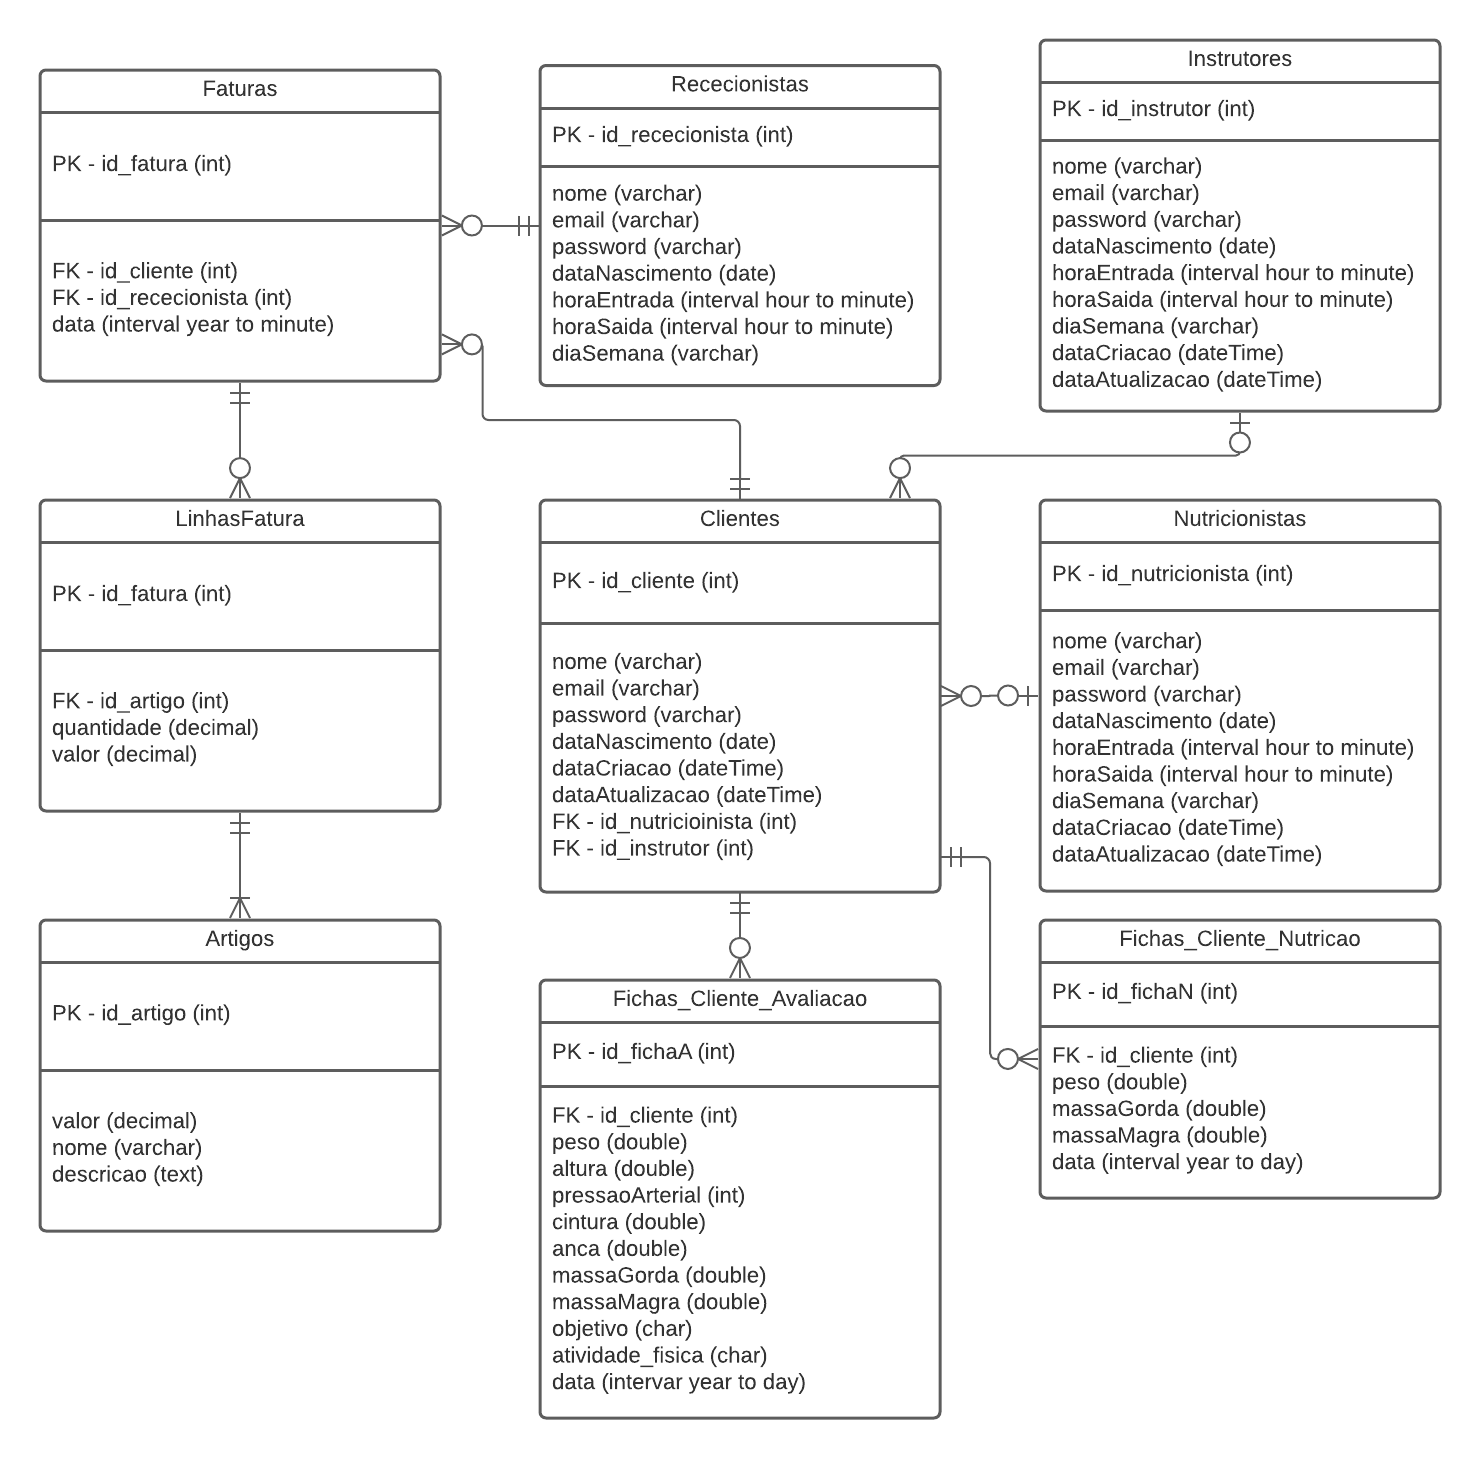 Faturas
PK - id_fatura (int)
FK - id_cliente (int)
FK - id_rececionista (int)
data (interval year to minute)
Rececionistas
PK - id_rececionista (int)
nome (varchar)
email (varchar)
password (varchar)
dataNascimento (date)
horaEntrada (interval hour to minute)
horaSaida (interval hour to minute)
diaSemana (varchar)
Instrutores
PK - id_instrutor (int)
nome (varchar)
email (varchar)
password (varchar)
dataNascimento (date)
horaEntrada (interval hour to minute)
horaSaida (interval hour to minute)
diaSemana (varchar)
dataCriacao (dateTime)
dataAtualizacao (dateTime)
LinhasFatura
PK - id_fatura (int)
FK - id_artigo (int)
quantidade (decimal)
valor (decimal)
Clientes
PK - id_cliente (int)
nome (varchar)
email (varchar)
password (varchar)
dataNascimento (date)
dataCriacao (dateTime)
dataAtualizacao (dateTime)
FK - id_nutricioinista (int)
FK - id_instrutor (int)
Nutricionistas
PK - id_nutricionista (int)
nome (varchar)
email (varchar)
password (varchar)
dataNascimento (date)
horaEntrada (interval hour to minute)
horaSaida (interval hour to minute)
diaSemana (varchar)
dataCriacao (dateTime)
dataAtualizacao (dateTime)
Artigos
PK - id_artigo (int)
valor (decimal)
nome (varchar)
descricao (text)
Fichas_Cliente_Avaliacao
PK - id_fichaA (int)
FK - id_cliente (int)
peso (double)
altura (double)
pressaoArterial (int)
cintura (double)
anca (double)
massaGorda (double)
massaMagra (double)
objetivo (char)
atividade_fisica (char)
data (intervar year to day)
Fichas_Cliente_Nutricao
PK - id_fichaN (int)
FK - id_cliente (int)
peso (double)
massaGorda (double)
massaMagra (double)
data (interval year to day)